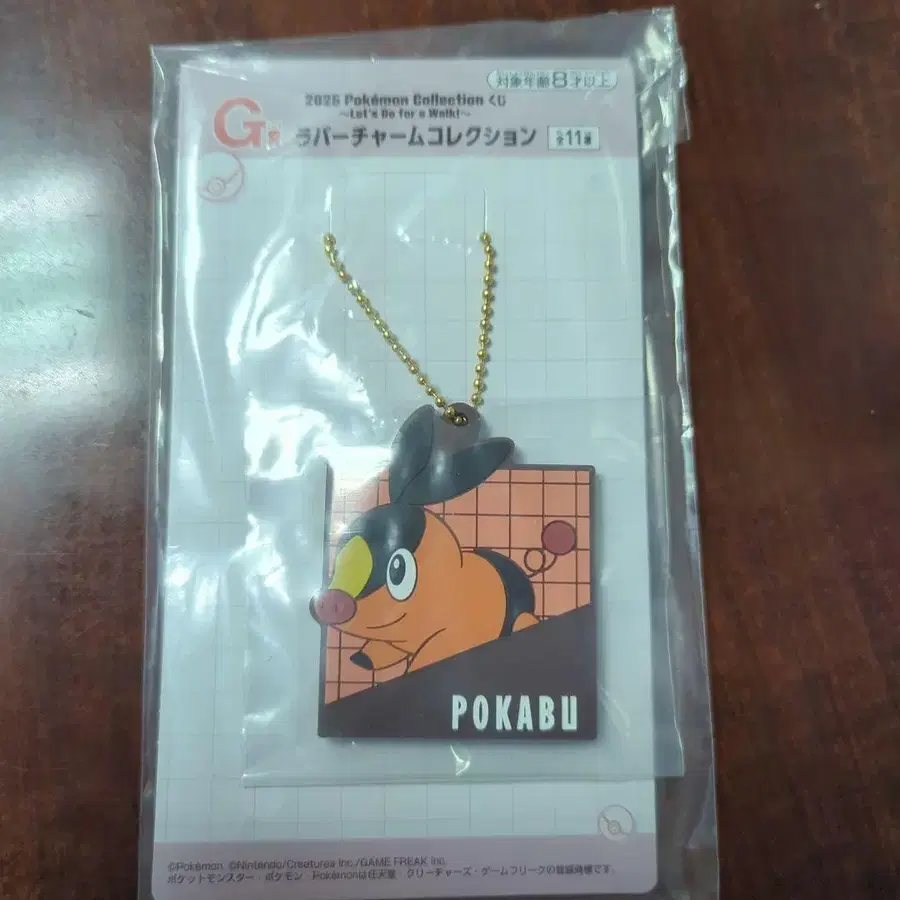 対象年齢8才以上
2025 Pokémon Collection くじ
~Let's Go for a Walk!~
G賞 ラバーチャームコレクション 全11種
POKABU
©Pokémon. ©Nintendo/Creatures Inc./GAME FREAK inc.
ポケットモンスター・ポケモン・Pokémonは任天堂・クリーチャーズ・ゲームフリークの登録商標です。